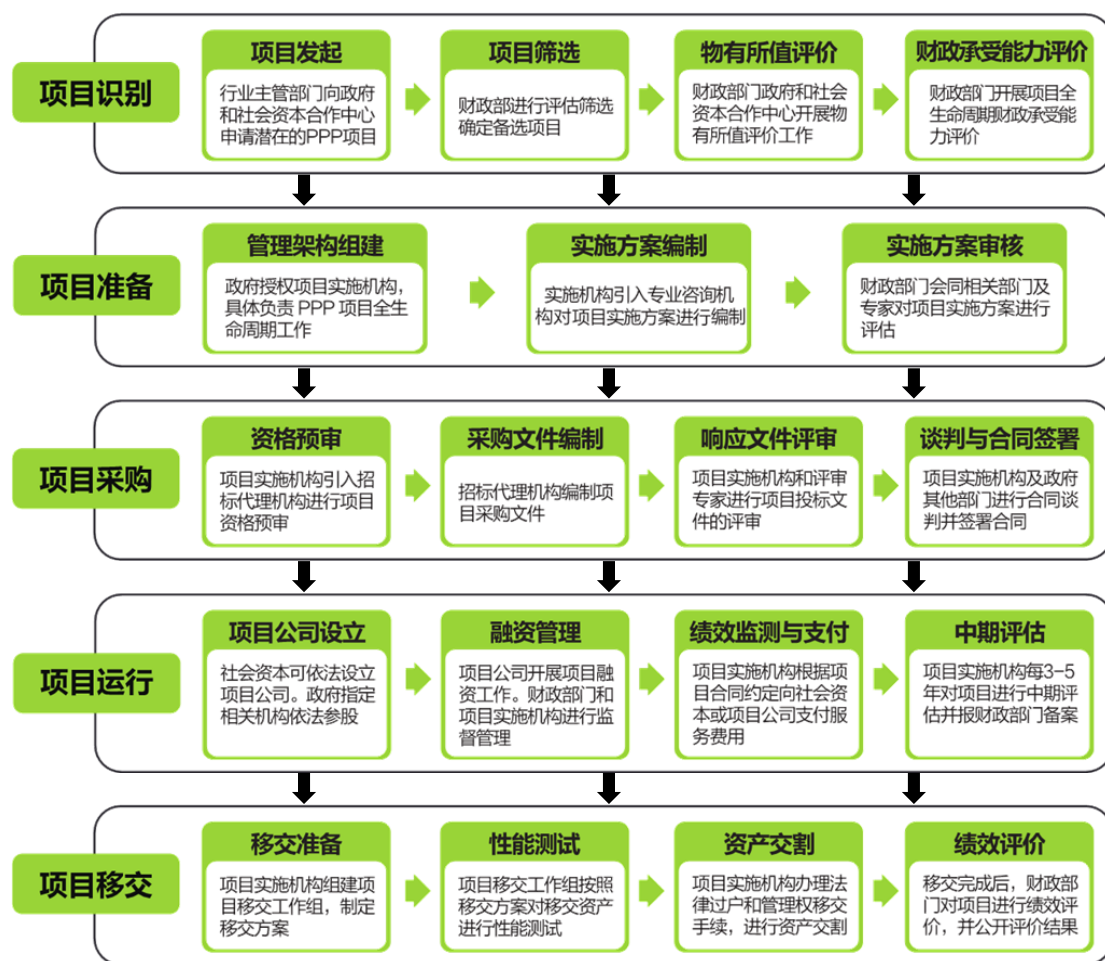 项目识别
项目发起
行业主管部门向政府
和社会资本合作中心
申请潜在的PPP项目
项目筛选
财政部进行评估筛选
确定备选项目
物有所值评价
财政部门政府和社会
资本合作中心开展物
有所值评价工作
财政承受能力评价
财政部门开展项目全
生命周期财政承受能
力评价
项目准备
管理架构组建
政府授权项目实施机构，
具体负责 PPP 项目全生
命周期工作
实施方案编制
实施机构引入专业咨询机
构对项目实施方案进行编制
实施方案审核
财政部门会同相关部门及
专家对项目实施方案进行
评估
项目采购
资格预审
项目实施机构引入招
标代理机构进行项目
资格预审
采购文件编制
招标代理机构编制项
目采购文件
响应文件评审
项目实施机构和评审
专家进行项目投标文
件的评审
谈判与合同签署
项目实施机构及政府
其他部门进行合同谈
判并签署合同
项目运行
项目公司设立
社会资本可依法设立
项目公司。政府指定
相关机构依法参股
融资管理
项目公司开展项目融
资工作。财政部门和
项目实施机构进行监
督管理
绩效监测与支付
项目实施机构根据项
目合同约定向社会资
本或项目公司支付服
务费用
中期评估
项目实施机构每3-5
年对项目进行中期评
估并报财政部门备案
项目移交
移交准备
项目实施机构组建项
目移交工作组，制定
移交方案
性能测试
项目移交工作组按照
移交方案对移交资产
进行性能测试
资产交割
项目实施机构办理法
律过户和管理权移交
手续，进行资产交割
绩效评价
移交完成后，财政部
门对项目进行绩效评
价，并公开评价结果